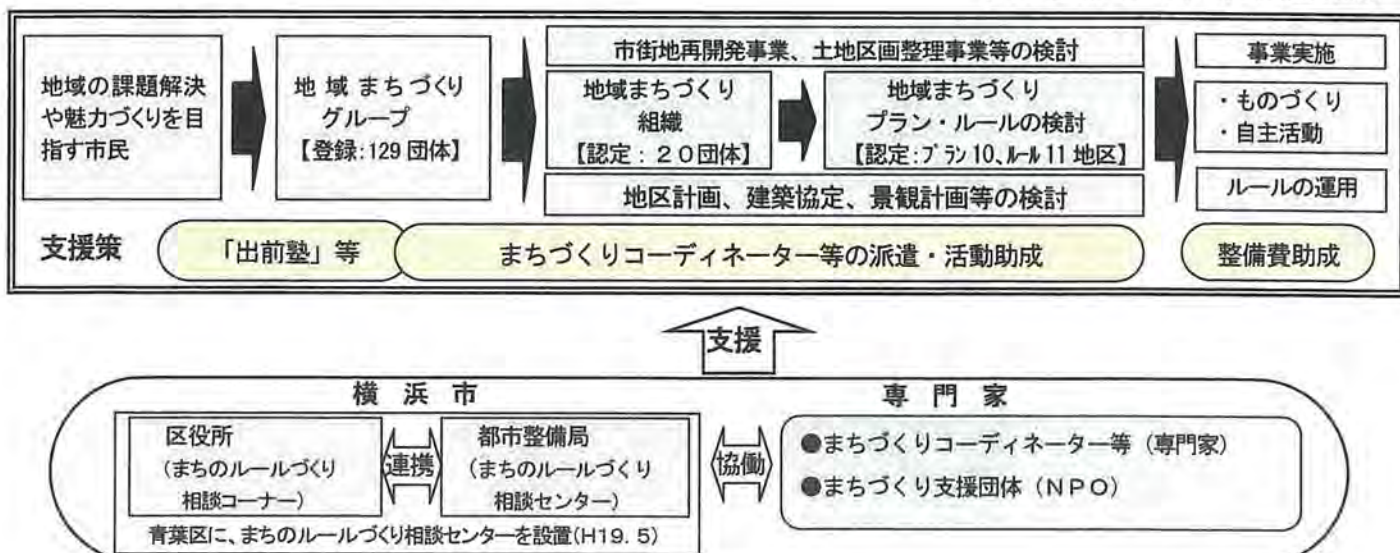 地域の課題解決
や魅力づくりを目
指す市民
地域まちづくり
グループ
【登録:129団体】
市街地再開発事業、土地区画整理事業等の検討
地域まちづくり
組織
【認定：２０団体】
地域まちづくり
プラン・ルールの検討
【認定:プラン10、ルール11地区】
地区計画、建築協定、景観計画等の検討
事業実施
・ものづくり
・自主活動
ルールの運用
支援策
「出前塾」等
まちづくりコーディネーター等の派遣・活動助成
整備費助成
支援
横浜市
専門家
区役所
（まちのルールづくり
相談コーナー）
連携
都市整備局
（まちのルールづくり
相談センター）
青葉区に、まちのルールづくり相談センターを設置(H19.5)
協働
●まちづくりコーディネーター等（専門家）
●まちづくり支援団体（ＮＰＯ）